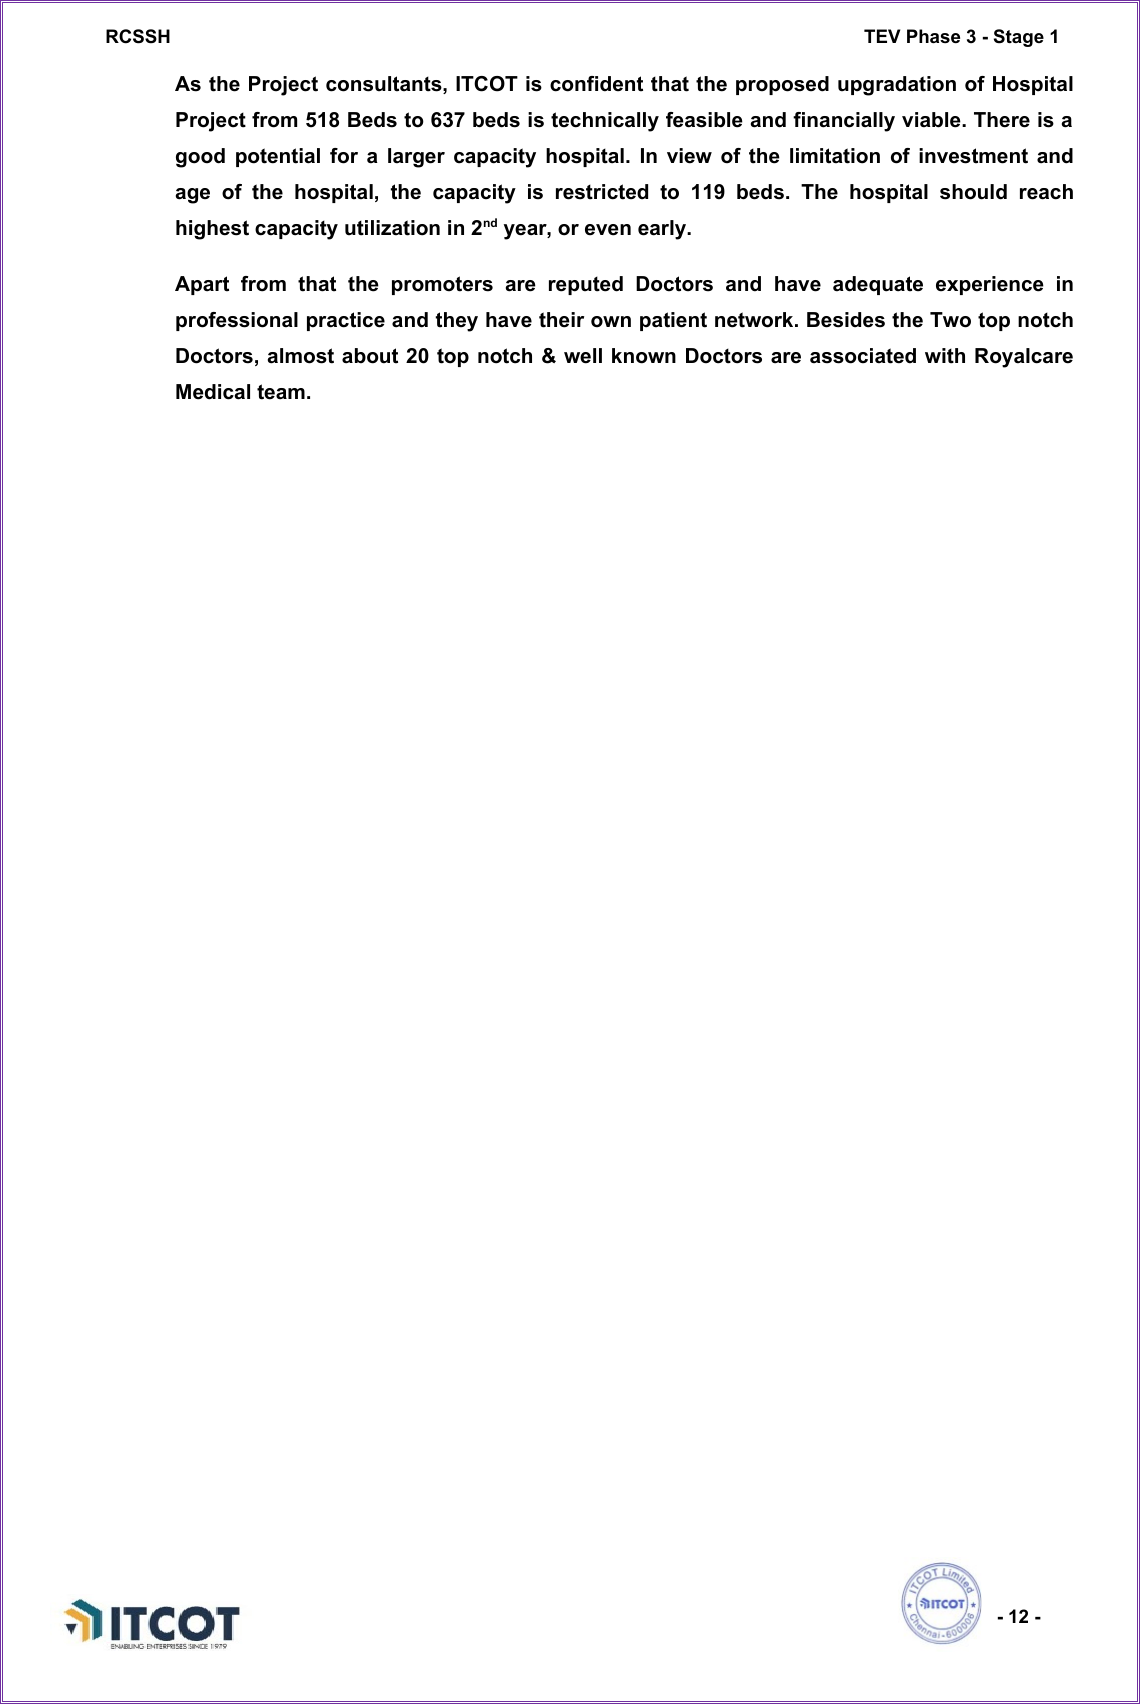 RCSSH TEV Phase 3 - Stage 1
As the Project consultants, ITCOT is confident that the proposed upgradation of Hospital
Project from 518 Beds to 637 beds is technically feasible and financially viable. There is a
good potential for a larger capacity hospital. In view of the limitation of investment and
age of the hospital, the capacity is restricted to 119 beds. The hospital should reach
highest capacity utilization in 2nd year, or even early.
Apart from that the promoters are reputed Doctors and have adequate experience in
professional practice and they have their own patient network. Besides the Two top notch
Doctors, almost about 20 top notch & well known Doctors are associated with Royalcare
Medical team.
ITCOT
ENABLING ENTERPRISES SINCE 1979
ITCOT Limited
ITCOT
Chennai - 600006
- 12 -